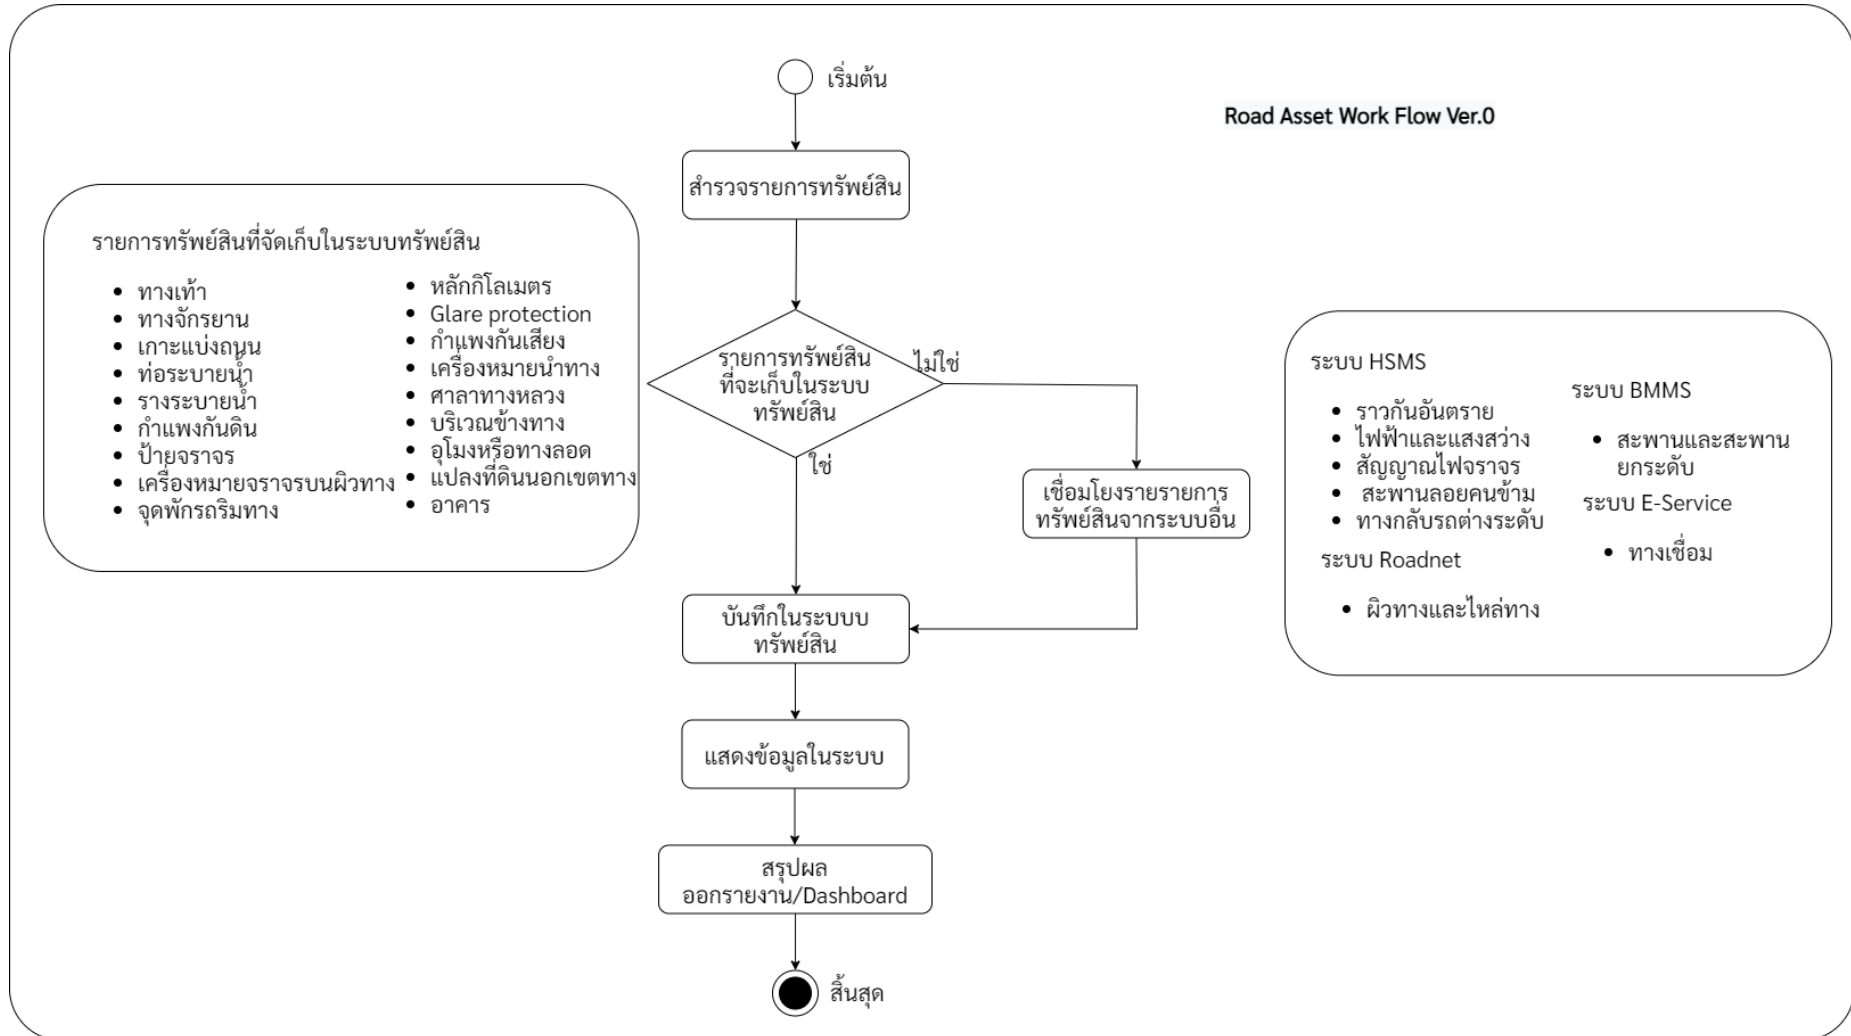 เริ่มต้น
Road Asset Work Flow Ver.0
สำรวจรายการทรัพย์สิน
รายการทรัพย์สินที่จัดเก็บในระบบทรัพย์สิน
ทางเท้า
ทางจักรยาน
เกาะแบ่งถนน
ท่อระบายน้ำ
รางระบายน้ำ
กำแพงกันดิน
ป้ายจราจร
เครื่องหมายจราจรบนผิวทาง
จุดพักรถริมทาง
หลักกิโลเมตร
Glare protection
กำแพงกันเสียง
เครื่องหมายนำทาง
ศาลาทางหลวง
บริเวณข้างทาง
อุโมงหรือทางลอด
แปลงที่ดินนอกเขตทาง
อาคาร
รายการทรัพย์สิน
ที่จะเก็บในระบบ
ทรัพย์สิน
ไม่ใช่
ใช่
เชื่อมโยงรายรายการ
ทรัพย์สินจากระบบอื่น
ระบบ HSMS
ราวกันอันตราย
ไฟฟ้าและแสงสว่าง
สัญญาณไฟจราจร
สะพานลอยคนข้าม
ทางกลับรถต่างระดับ
ระบบ Roadnet
ผิวทางและไหล่ทาง
ระบบ BMMS
สะพานและสะพาน
ยกระดับ
ระบบ E-Service
ทางเชื่อม
บันทึกในระบบบ
ทรัพย์สิน
แสดงข้อมูลในระบบ
สรุปผล
ออกรายงาน/Dashboard
สิ้นสุด